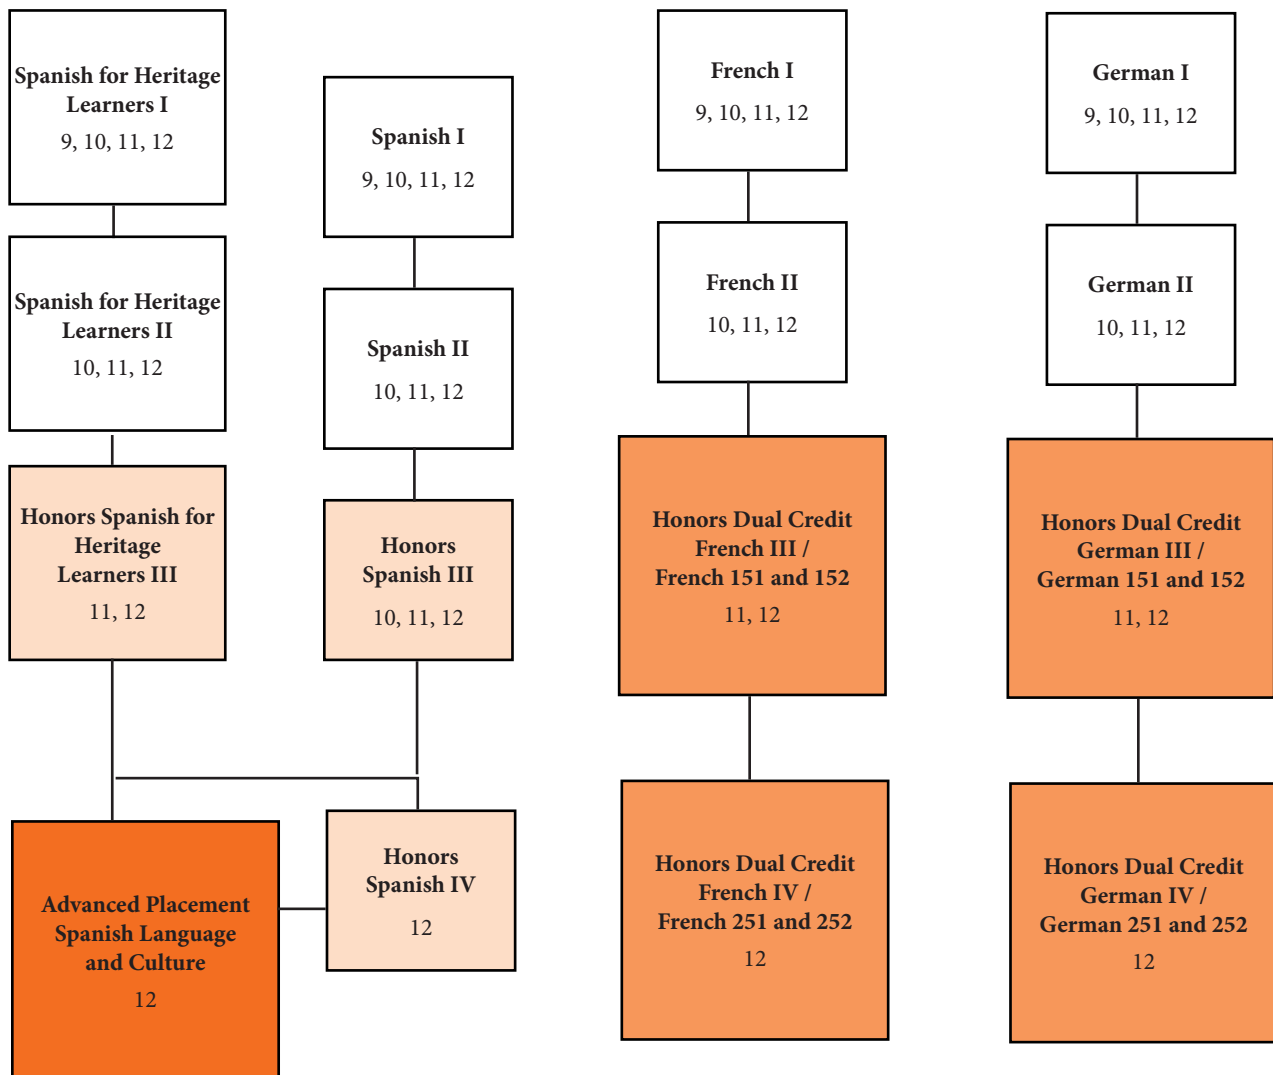 Spanish for Heritage
Learners I
9, 10, 11, 12
Spanish for Heritage
Learners II
10, 11, 12
Honors Spanish for
Heritage
Learners III
11, 12
Advanced Placement
Spanish Language
and Culture
12
Spanish I
9, 10, 11, 12
Spanish II
10, 11, 12
Honors
Spanish III
10, 11, 12
Honors
Spanish IV
12
French I
9, 10, 11, 12
French II
10, 11, 12
Honors Dual Credit
French III /
French 151 and 152
11, 12
Honors Dual Credit
French IV /
French 251 and 252
12
German I
9, 10, 11, 12
German II
10, 11, 12
Honors Dual Credit
German III /
German 151 and 152
11, 12
Honors Dual Credit
German IV /
German 251 and 252
12